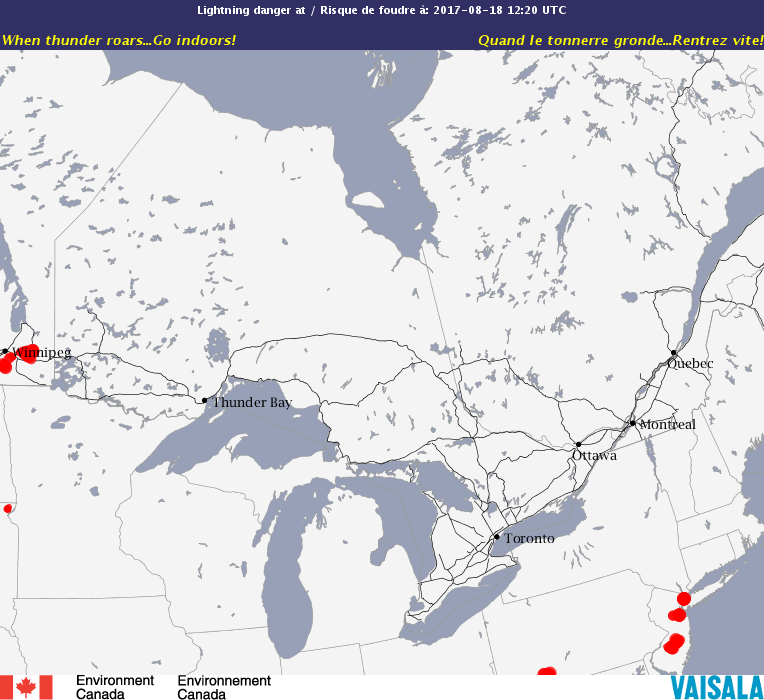 Lightning danger at / Risque de foudre à: 2017-08-18 12:20 UTC
When thunder roars...Go indoors! Quand le tonnerre gronde...Rentrez vite!
Winnipeg
Quebec
Thunder Bay
Montreal
Ottawa
Toronto
Environment Canada
Environnement Canada
VAISALA